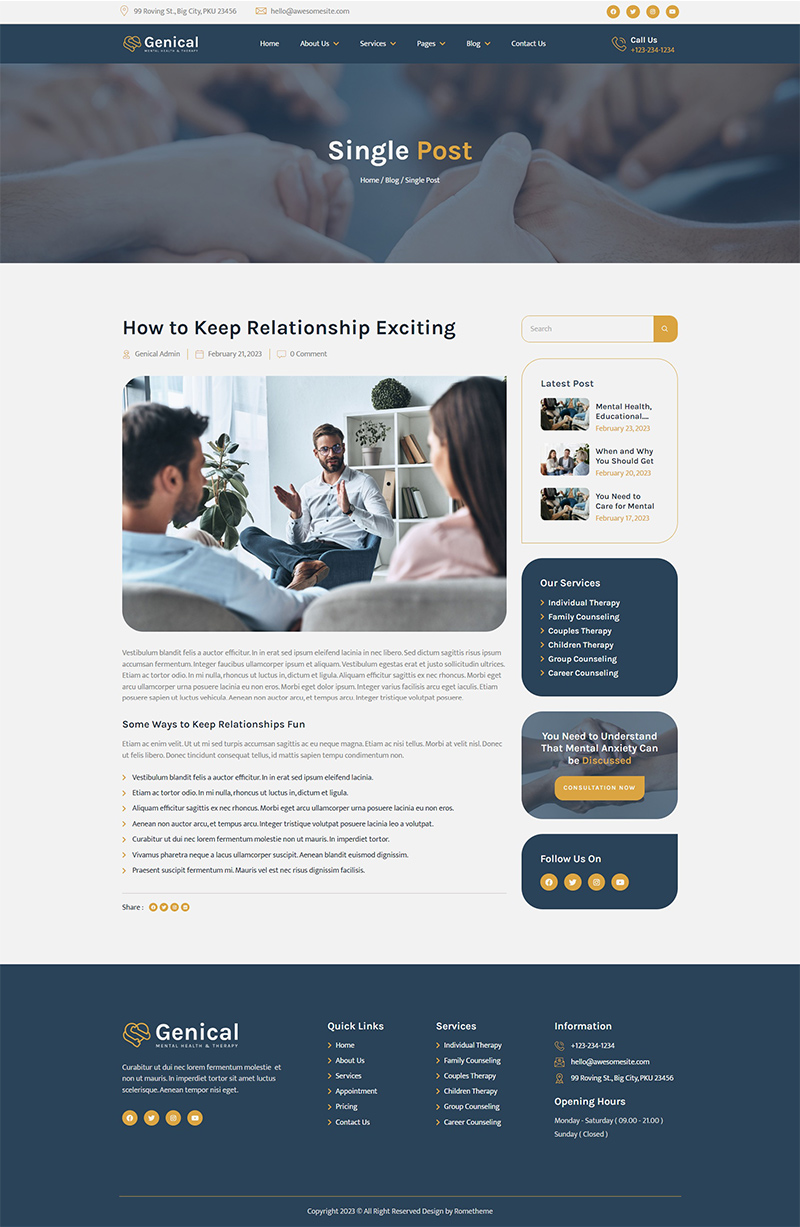 99 Roving St., Big City, PKU 23456
hello@awesomesite.com
Genical
MENTAL HEALTH & THERAPY
Home
About Us
Services
Pages
Blog
Contact Us
Call Us
+123-234-1234
Single Post
Home / Blog / Single Post
How to Keep Relationship Exciting
Genical Admin
February 21, 2023
0 Comment
Vestibulum blandit felis a auctor efficitur. In in erat sed ipsum eleifend lacinia in nec libero. Sed dictum sagittis risus ipsum
accumsan fermentum. Integer faucibus ullamcorper ipsum et aliquam. Vestibulum egestas erat et justo sollicitudin ultrices.
Etiam ac tortor odio. In mi nulla, rhoncus ut luctus in, dictum et ligula. Aliquam efficitur sagittis ex nec rhoncus. Morbi eget
arcu ullamcorper urna posuere lacinia eu non eros. Morbi eget dolor ipsum. Integer varius facilisis arcu eget iaculis. Etiam
posuere sapien ut luctus vehicula. Aenean non auctor arcu, et tempus arcu. Integer tristique volutpat posuere.
Some Ways to Keep Relationships Fun
Etiam ac enim velit. Ut ut mi sed turpis accumsan sagittis ac eu neque magna. Etiam ac nisi tellus. Morbi at velit nisl. Donec
ut felis libero. Donec tincidunt consequat tellus, id mattis sapien tempu condimentum non.
Vestibulum blandit felis a auctor efficitur. In in erat sed ipsum eleifend lacinia.
Etiam ac tortor odio. In mi nulla, rhoncus ut luctus in, dictum et ligula.
Aliquam efficitur sagittis ex nec rhoncus. Morbi eget arcu ullamcorper urna posuere lacinia eu non eros.
Aenean non auctor arcu, et tempus arcu. Integer tristique volutpat posuere lacinia leo a volutpat.
Curabitur ut dui nec lorem fermentum molestie non ut mauris. In imperdiet tortor.
Vivamus pharetra neque a lacus ullamcorper suscipit. Aenean blandit euismod dignissim.
Praesent suscipit fermentum mi. Mauris vel est nec risus dignissim facilisis.
Share :
Search
Latest Post
Mental Health,
Educational....
February 23, 2023
When and Why
You Should Get
February 20, 2023
You Need to
Care for Mental
February 17, 2023
Our Services
Individual Therapy
Family Counseling
Couples Therapy
Children Therapy
Group Counseling
Career Counseling
You Need to Understand
That Mental Anxiety Can
be Discussed
CONSULTATION NOW
Follow Us On
Genical
MENTAL HEALTH & THERAPY
Curabitur ut dui nec lorem fermentum molestie et
non ut mauris. In imperdiet tortor sit amet luctus
scelerisque. Aenean tempor nisi eget.
Quick Links
Home
About Us
Services
Appointment
Pricing
Contact Us
Services
Individual Therapy
Family Counseling
Couples Therapy
Children Therapy
Group Counseling
Career Counseling
Information
+123-234-1234
hello@awesomesite.com
99 Roving St., Big City, PKU 23456
Opening Hours
Monday - Saturday ( 09.00 - 21.00 )
Sunday ( Closed )
Copyright 2023 © All Right Reserved Design by Rometheme